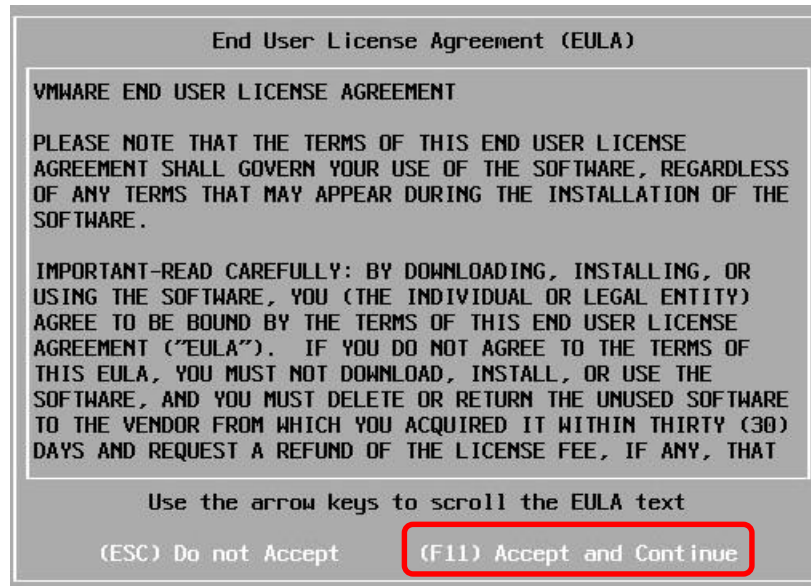 End User License Agreement (EULA)
VMWARE END USER LICENSE AGREEMENT
PLEASE NOTE THAT THE TERMS OF THIS END USER LICENSE
AGREEMENT SHALL GOVERN YOUR USE OF THE SOFTWARE, REGARDLESS
OF ANY TERMS THAT MAY APPEAR DURING THE INSTALLATION OF THE
SOFTWARE.
IMPORTANT-READ CAREFULLY: BY DOWNLOADING, INSTALLING, OR
USING THE SOFTWARE, YOU (THE INDIVIDUAL OR LEGAL ENTITY)
AGREE TO BE BOUND BY THE TERMS OF THIS END USER LICENSE
AGREEMENT ("EULA").  IF YOU DO NOT AGREE TO THE TERMS OF
THIS EULA, YOU MUST NOT DOWNLOAD, INSTALL, OR USE THE
SOFTWARE, AND YOU MUST DELETE OR RETURN THE UNUSED SOFTWARE
TO THE VENDOR FROM WHICH YOU ACQUIRED IT WITHIN THIRTY (30)
DAYS AND REQUEST A REFUND OF THE LICENSE FEE, IF ANY, THAT
Use the arrow keys to scroll the EULA text
(ESC) Do not Accept (F11) Accept and Continue